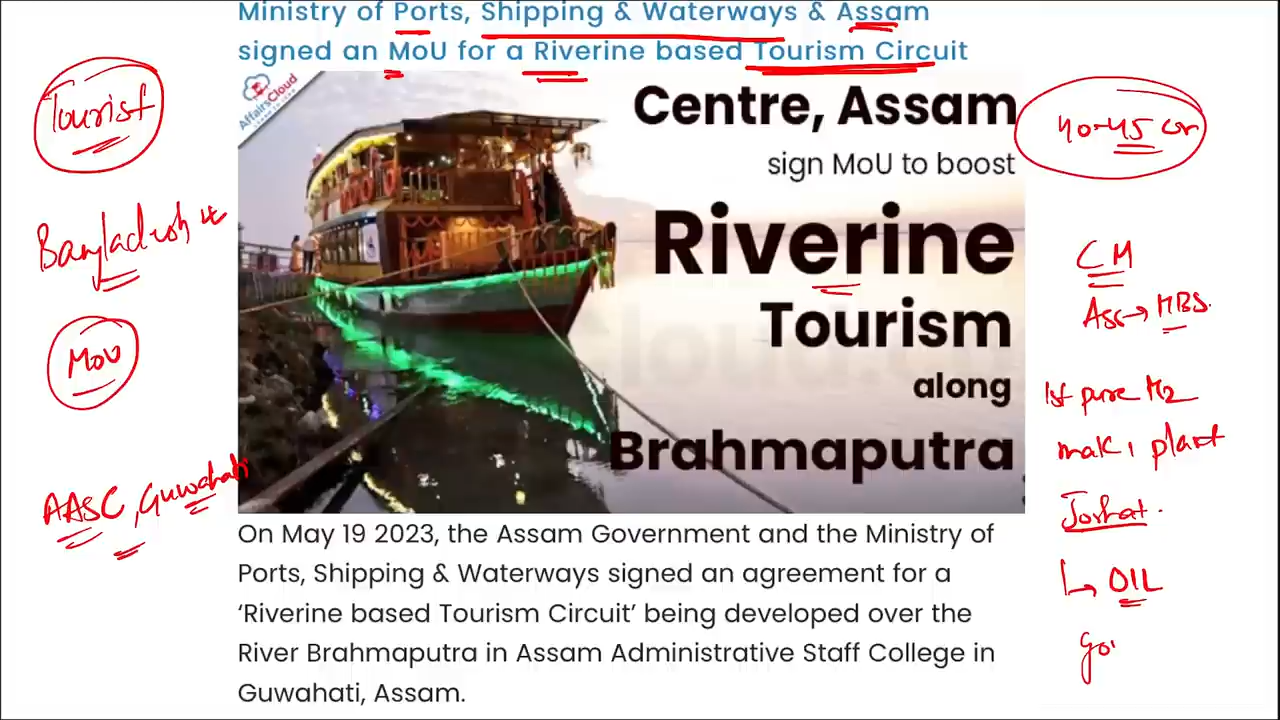 Ministry of Ports, Shipping & Waterways & Assam
signed an MoU for a Riverine based Tourism Circuit
AffairsCloud
Centre, Assam
sign MoU to boost
Riverine
Tourism
along
Brahmaputra
On May 19 2023, the Assam Government and the Ministry of
Ports, Shipping & Waterways signed an agreement for a
‘Riverine based Tourism Circuit’ being developed over the
River Brahmaputra in Assam Administrative Staff College in
Guwahati, Assam.
Tourist
Bangladesh
MoU
AASC, Guwahati
40-45 cr
CM
Ass → HBS.
1st pure H2
mak, plant
Jorhat.
↳ OIL
Go